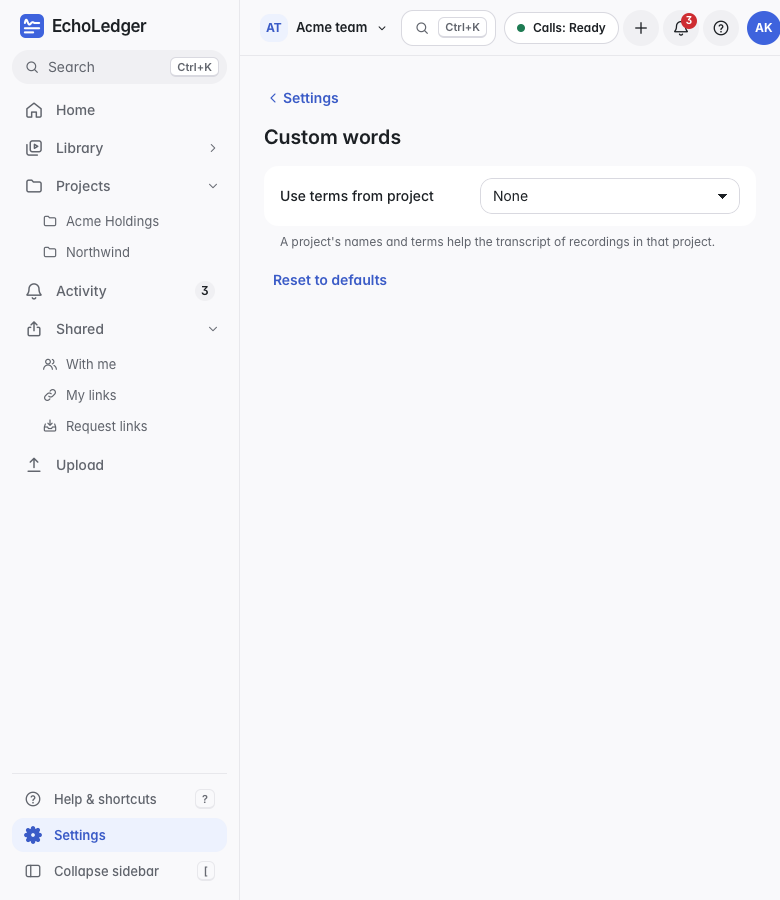 EchoLedger
Search Ctrl+K
Home
Library
Projects
Acme Holdings
Northwind
Activity 3
Shared
With me
My links
Request links
Upload
Help & shortcuts ?
Settings
Collapse sidebar [
AT Acme team Ctrl+K Calls: Ready 3 AK
Settings
Custom words
Use terms from project None
A project's names and terms help the transcript of recordings in that project.
Reset to defaults